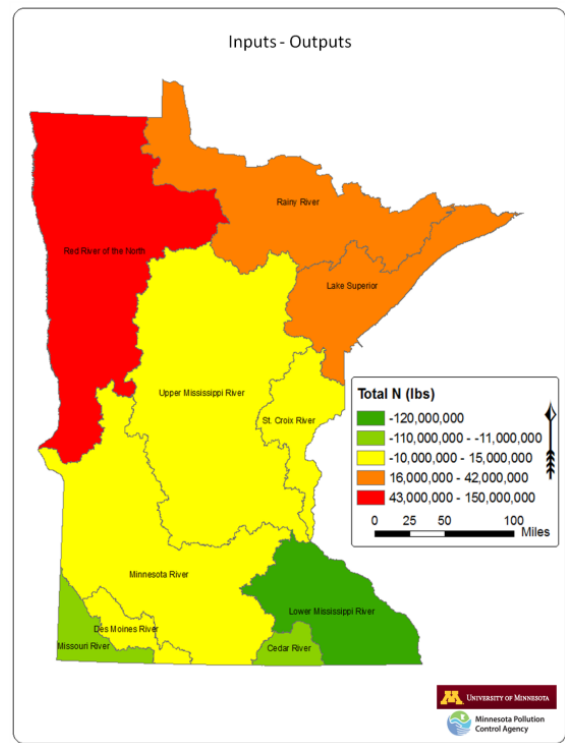 Inputs - Outputs
Rainy River
Red River of the North
Lake Superior
Upper Mississippi River
St. Croix River
Total N (lbs)
-120,000,000
-110,000,000 - -11,000,000
-10,000,000 - 15,000,000
16,000,000 - 42,000,000
43,000,000 - 150,000,000
0 25 50 100
Miles
Minnesota River
Lower Mississippi River
Des Moines River
Missouri River
Cedar River
M UNIVERSITY OF MINNESOTA
Minnesota Pollution
Control Agency